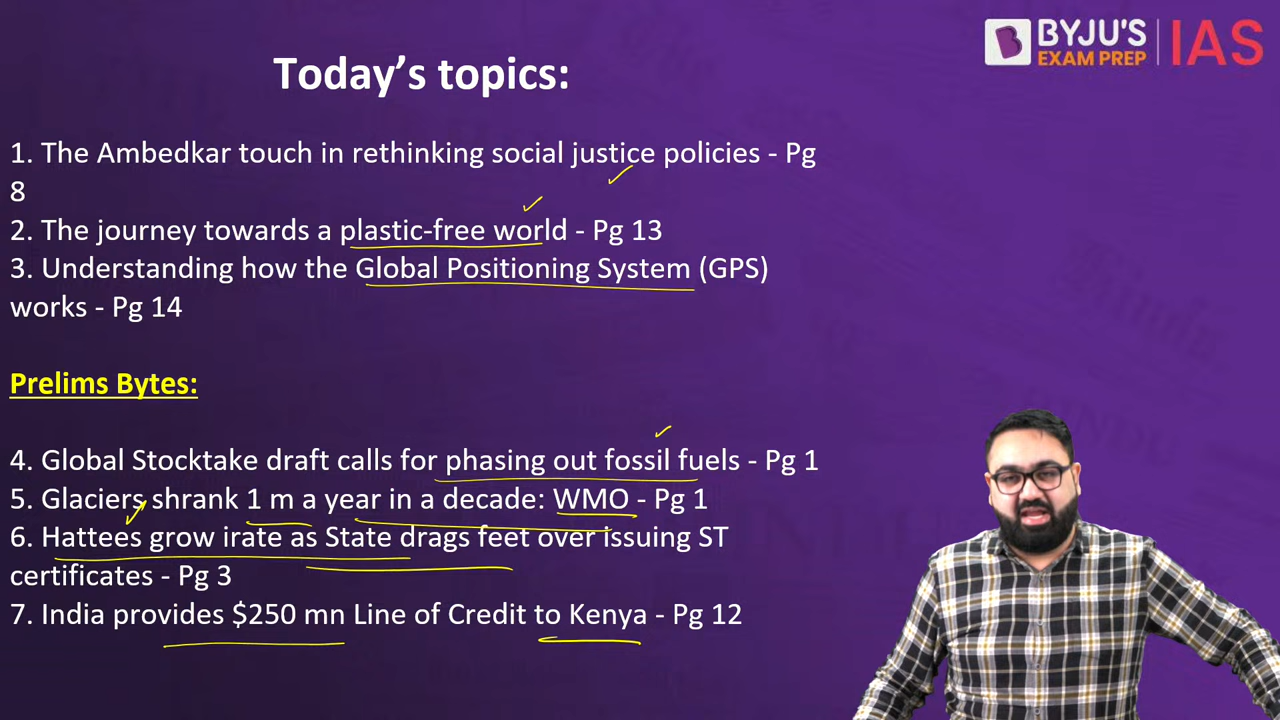 BYJU'S
EXAM PREP
IAS
Today's topics:
1. The Ambedkar touch in rethinking social justice policies - Pg
8
2. The journey towards a plastic-free world - Pg 13
3. Understanding how the Global Positioning System (GPS)
works - Pg 14
Prelims Bytes:
4. Global Stocktake draft calls for phasing out fossil fuels - Pg 1
5. Glaciers shrank 1 m a year in a decade: WMO - Pg 1
6. Hattees grow irate as State drags feet over issuing ST
certificates - Pg 3
7. India provides $250 mn Line of Credit to Kenya - Pg 12